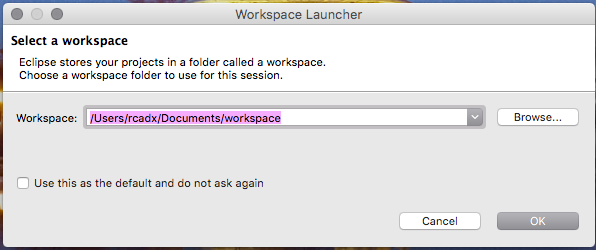 Workspace Launcher
Select a workspace
Eclipse stores your projects in a folder called a workspace.
Choose a workspace folder to use for this session.
Workspace: /Users/rcadx/Documents/workspace Browse...
Use this as the default and do not ask again
Cancel OK